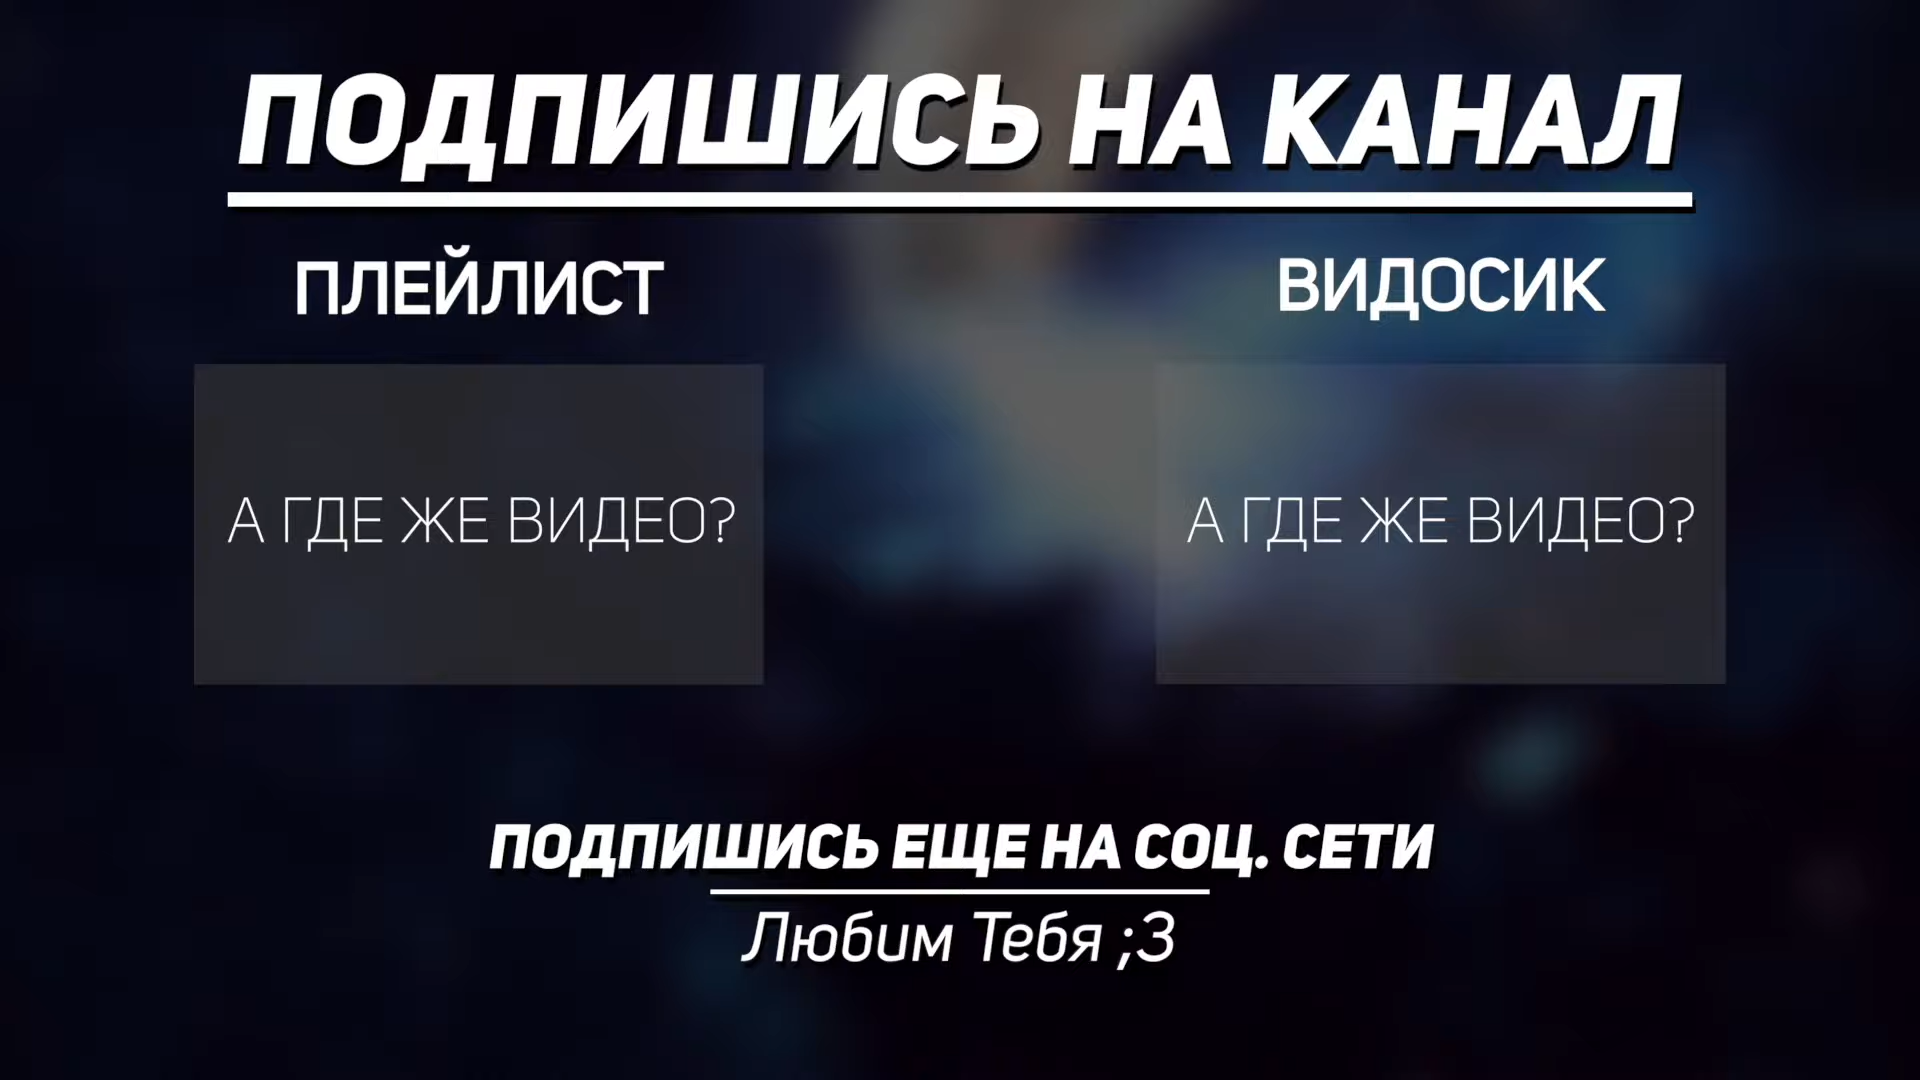 ПОДПИШИСЬ НА КАНАЛ
ПЛЕЙЛИСТ
ВИДОСИК
А ГДЕ ЖЕ ВИДЕО?
А ГДЕ ЖЕ ВИДЕО?
ПОДПИШИСЬ ЕЩЕ НА СОЦ. СЕТИ
Любим Тебя ;3